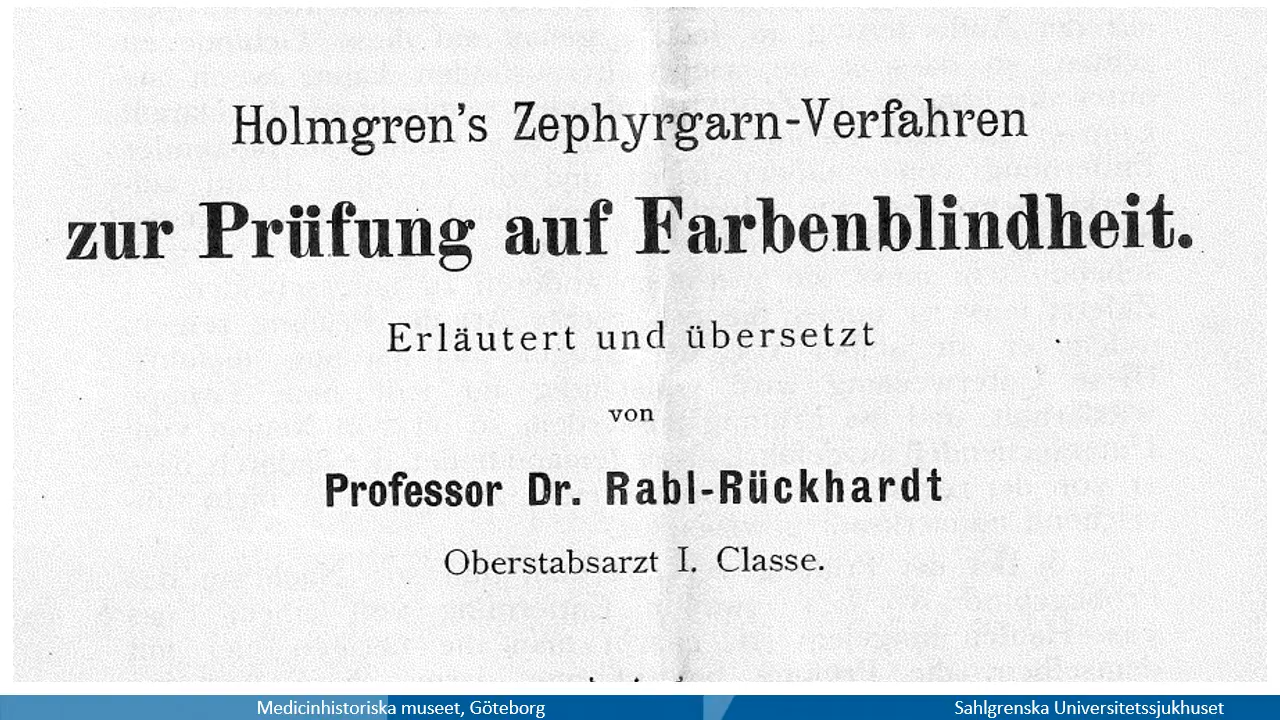 Holmgren's Zephyrgarn-Verfahren
zur Prüfung auf Farbenblindheit.
Erläutert und übersetzt
von
Professor Dr. Rabl-Rückhardt
Oberstabsarzt I. Classe.
Medicinhistoriska museet, Göteborg
Sahlgrenska Universitetssjukhuset